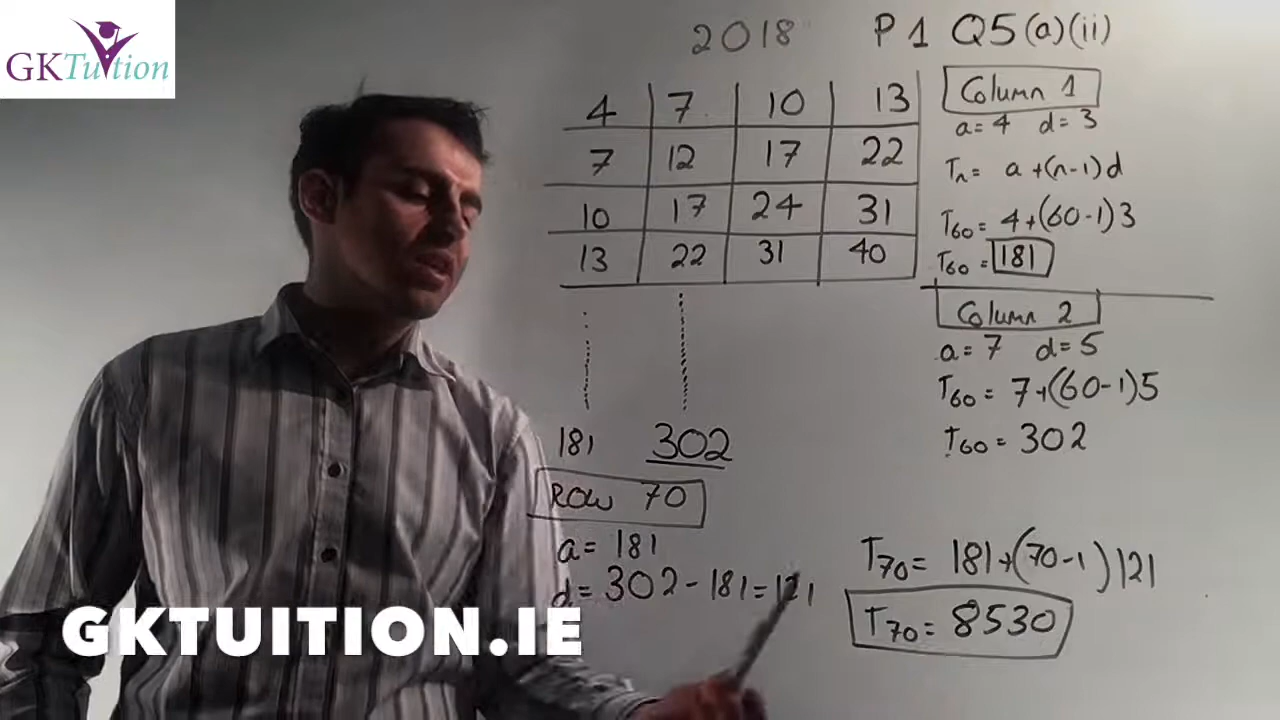 GKTuition
2018 P1 Q5(a)(ii)
4 7 10 13
7 12 17 22
10 17 24 31
13 22 31 40
181 302
ROW 70
a = 181
d = 302 - 181 = 121
Column 1
a = 4 d = 3
Tn = a + (n-1)d
T60 = 4 + (60-1)3
T60 = 181
Column 2
a = 7 d = 5
T60 = 7 + (60-1)5
T60 = 302
T70 = 181 + (70-1)121
T70 = 8530
GKTUITION.IE